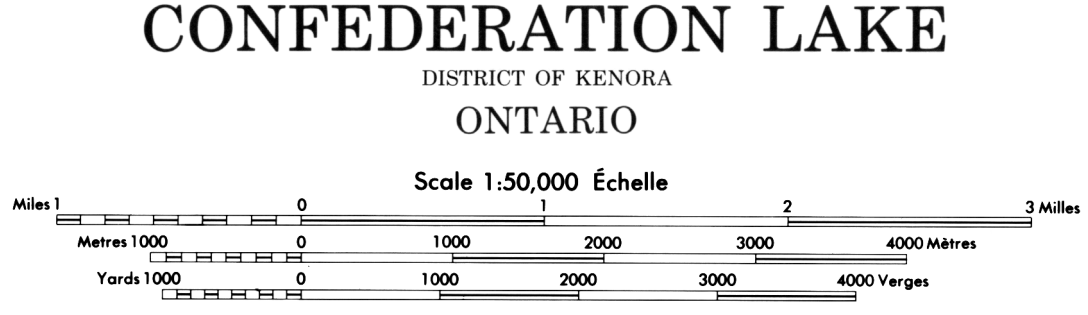 CONFEDERATION LAKE
DISTRICT OF KENORA
ONTARIO
Scale 1:50,000 Échelle
Miles 1 0 1 2 3 Milles
Metres 1000 0 1000 2000 3000 4000 Mètres
Yards 1000 0 1000 2000 3000 4000 Verges